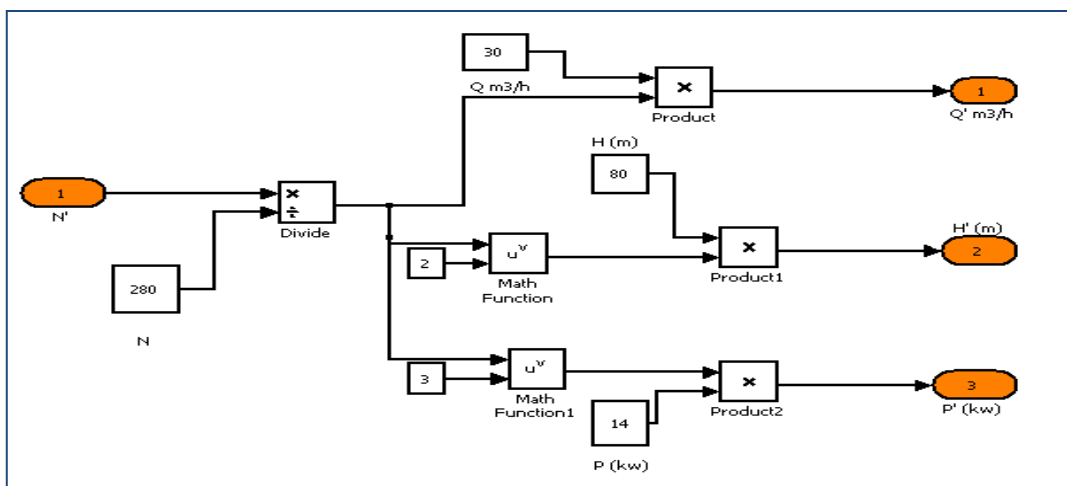 30
Q m3/h
×
Product
1
Q' m3/h
H (m)
80
1
N'
×
÷
Divide
280
N
2
u^v
Math
Function
×
Product1
H' (m)
2
3
u^v
Math
Function1
14
P (kw)
×
Product2
3
P' (kw)